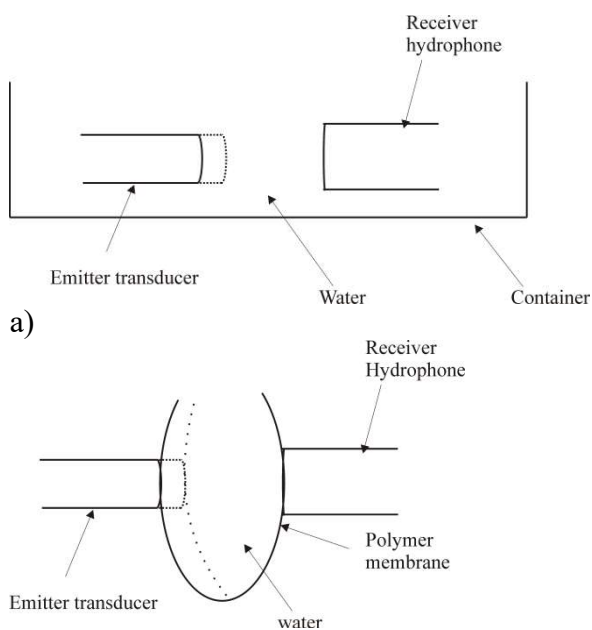 Receiver
hydrophone
Emitter transducer
Water
Container
a)
Receiver
Hydrophone
Polymer
membrane
Emitter transducer
water